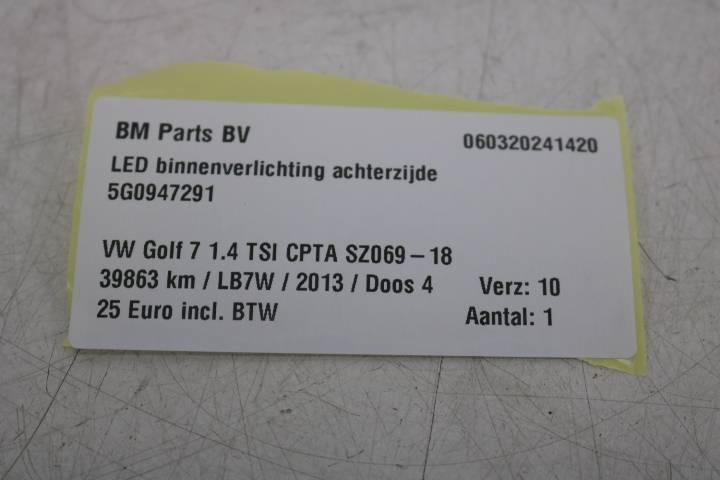 BM Parts BV 060320241420
LED binnenverlichting achterzijde
5G0947291
VW Golf 7 1.4 TSI CPTA SZ069-18
39863 km / LB7W / 2013 / Doos 4 Verz: 10
25 Euro incl. BTW Aantal: 1